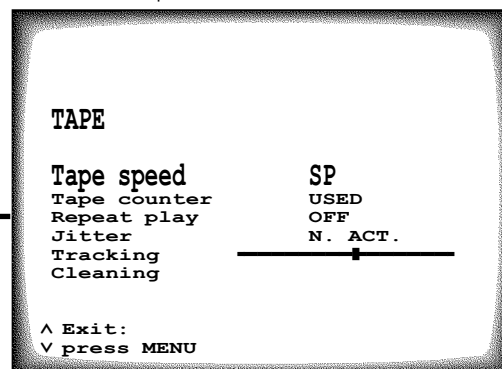 TAPE
Tape speed SP
Tape counter USED
Repeat play OFF
Jitter N. ACT.
Tracking
Cleaning
∧ Exit:
∨ press MENU